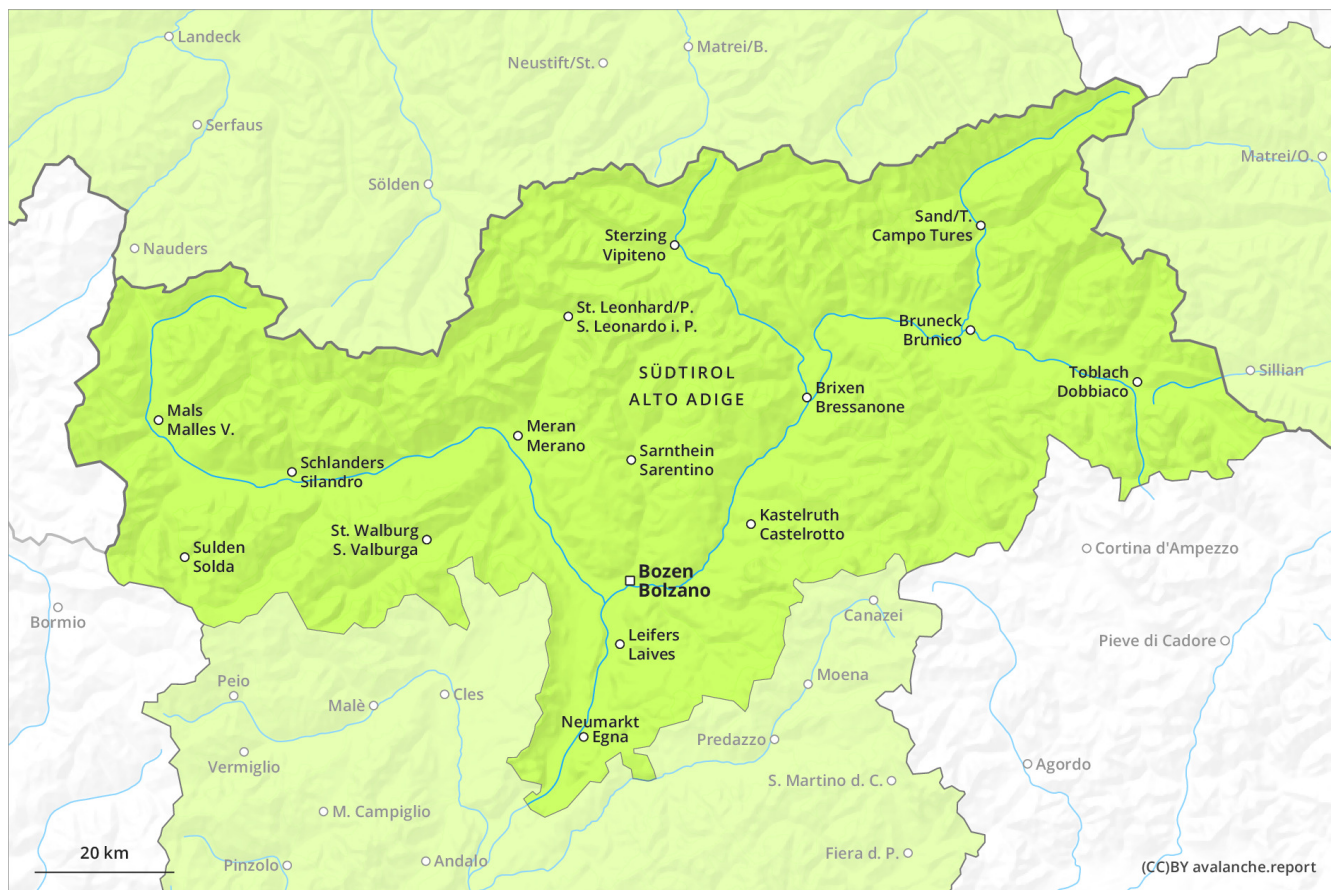 Landeck
Matrei/B.
Neustift/St.
Serfaus
Matrei/O.
Sölden
Sand/T.
Campo Tures
Sterzing
Vipiteno
Nauders
St. Leonhard/P.
S. Leonardo i. P.
Bruneck
Brunico
SÜDTIROL
ALTO ADIGE
Toblach
Dobbiaco
Sillian
Brixen
Bressanone
Mals
Malles V.
Meran
Merano
Sarnthein
Sarentino
Schlanders
Silandro
Kastelruth
Castelrotto
St. Walburg
S. Valburga
Sulden
Solda
Cortina d'Ampezzo
Bozen
Bolzano
Bormio
Canazei
Leifers
Laives
Pieve di Cadore
Peio
Moena
Malè
Cles
Neumarkt
Egna
Predazzo
Vermiglio
Agordo
S. Martino d. C.
M. Campiglio
20 km
Fiera d. P.
Andalo
Pinzolo
(CC)BY avalanche.report